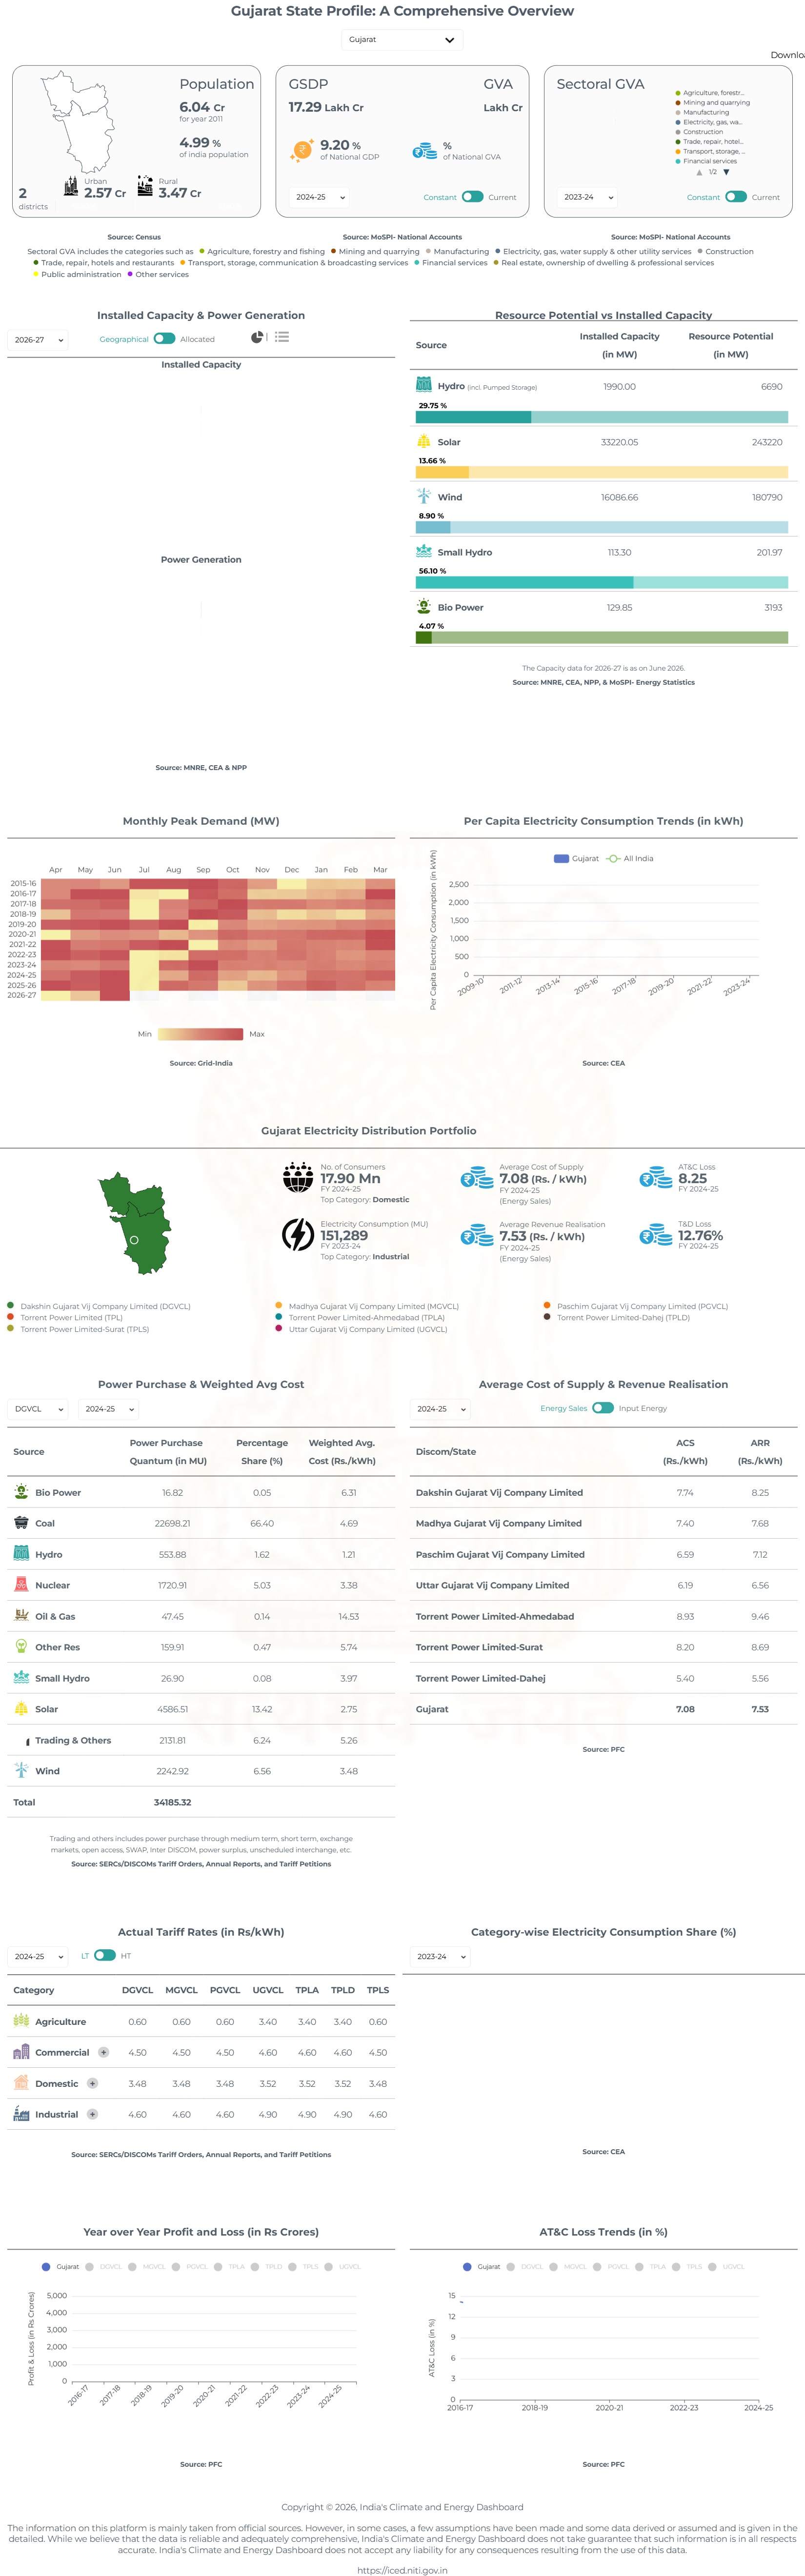 Gujarat State Profile: A Comprehensive Overview
Gujarat
Downlo
Population
6.04 Cr
for year 2011
4.99 %
of india population
Urban
2.57 Cr
Rural
3.47 Cr
2
districts
GSDP
17.29 Lakh Cr
GVA
Lakh Cr
9.20 %
of National GDP
%
of National GVA
2024-25
Constant Current
Sectoral GVA
Agriculture, forestr...
Mining and quarrying
Manufacturing
Electricity, gas, wa...
Construction
Trade, repair, hotel...
Transport, storage, ...
Financial services
1/2
2023-24
Constant Current
Source: Census
Source: MoSPI- National Accounts
Source: MoSPI- National Accounts
Sectoral GVA includes the categories such as Agriculture, forestry and fishing Mining and quarrying Manufacturing Electricity, gas, water supply & other utility services Construction
Trade, repair, hotels and restaurants Transport, storage, communication & broadcasting services Financial services Real estate, ownership of dwelling & professional services
Public administration Other services
Installed Capacity & Power Generation
2026-27
Geographical Allocated
Installed Capacity
Power Generation
Source: MNRE, CEA & NPP
Resource Potential vs Installed Capacity
Source Installed Capacity (in MW) Resource Potential (in MW)
Hydro (incl. Pumped Storage) 1990.00 6690
29.75 %
Solar 33220.05 243220
13.66 %
Wind 16086.66 180790
8.90 %
Small Hydro 113.30 201.97
56.10 %
Bio Power 129.85 3193
4.07 %
The Capacity data for 2026-27 is as on June 2026.
Source: MNRE, CEA, NPP, & MoSPI- Energy Statistics
Monthly Peak Demand (MW)
Apr May Jun Jul Aug Sep Oct Nov Dec Jan Feb Mar
2015-16
2016-17
2017-18
2018-19
2019-20
2020-21
2021-22
2022-23
2023-24
2024-25
2025-26
2026-27
Min Max
Source: Grid-India
Per Capita Electricity Consumption Trends (in kWh)
Gujarat All India
Per Capita Electricity Consumption (in kWh)
2,500
2,000
1,500
1,000
500
0
2009-10 2011-12 2013-14 2015-16 2017-18 2019-20 2021-22 2023-24
Source: CEA
Gujarat Electricity Distribution Portfolio
No. of Consumers
17.90 Mn
FY 2024-25
Top Category: Domestic
Average Cost of Supply
7.08 (Rs. / kWh)
FY 2024-25
(Energy Sales)
AT&C Loss
8.25
FY 2024-25
Electricity Consumption (MU)
151,289
FY 2023-24
Top Category: Industrial
Average Revenue Realisation
7.53 (Rs. / kWh)
FY 2024-25
(Energy Sales)
T&D Loss
12.76%
FY 2024-25
Dakshin Gujarat Vij Company Limited (DGVCL) Madhya Gujarat Vij Company Limited (MGVCL) Paschim Gujarat Vij Company Limited (PGVCL)
Torrent Power Limited (TPL) Torrent Power Limited-Ahmedabad (TPLA) Torrent Power Limited-Dahej (TPLD)
Torrent Power Limited-Surat (TPLS) Uttar Gujarat Vij Company Limited (UGVCL)
Power Purchase & Weighted Avg Cost
DGVCL 2024-25
Source Power Purchase Quantum (in MU) Percentage Share (%) Weighted Avg. Cost (Rs./kWh)
Bio Power 16.82 0.05 6.31
Coal 22698.21 66.40 4.69
Hydro 553.88 1.62 1.21
Nuclear 1720.91 5.03 3.38
Oil & Gas 47.45 0.14 14.53
Other Res 159.91 0.47 5.74
Small Hydro 26.90 0.08 3.97
Solar 4586.51 13.42 2.75
Trading & Others 2131.81 6.24 5.26
Wind 2242.92 6.56 3.48
Total 34185.32
Trading and others includes power purchase through medium term, short term, exchange
markets, open access, SWAP, Inter DISCOM, power surplus, unscheduled interchange, etc.
Source: SERCs/DISCOMs Tariff Orders, Annual Reports, and Tariff Petitions
Average Cost of Supply & Revenue Realisation
2024-25
Energy Sales Input Energy
Discom/State ACS (Rs./kWh) ARR (Rs./kWh)
Dakshin Gujarat Vij Company Limited 7.74 8.25
Madhya Gujarat Vij Company Limited 7.40 7.68
Paschim Gujarat Vij Company Limited 6.59 7.12
Uttar Gujarat Vij Company Limited 6.19 6.56
Torrent Power Limited-Ahmedabad 8.93 9.46
Torrent Power Limited-Surat 8.20 8.69
Torrent Power Limited-Dahej 5.40 5.56
Gujarat 7.08 7.53
Source: PFC
Actual Tariff Rates (in Rs/kWh)
2024-25 LT HT
Category DGVCL MGVCL PGVCL UGVCL TPLA TPLD TPLS
Agriculture 0.60 0.60 0.60 3.40 3.40 3.40 0.60
Commercial + 4.50 4.50 4.50 4.60 4.60 4.60 4.50
Domestic + 3.48 3.48 3.48 3.52 3.52 3.52 3.48
Industrial + 4.60 4.60 4.60 4.90 4.90 4.90 4.60
Source: SERCs/DISCOMs Tariff Orders, Annual Reports, and Tariff Petitions
Category-wise Electricity Consumption Share (%)
2023-24
Source: CEA
Year over Year Profit and Loss (in Rs Crores)
Gujarat DGVCL MGVCL PGVCL TPLA TPLD TPLS UGVCL
Profit & Loss (in Rs Crores)
5,000
4,000
3,000
2,000
1,000
0
2016-17 2017-18 2018-19 2019-20 2020-21 2021-22 2022-23 2023-24 2024-25
Source: PFC
AT&C Loss Trends (in %)
Gujarat DGVCL MGVCL PGVCL TPLA TPLS UGVCL
AT&C Loss (in %)
15
12
9
6
3
0
2016-17 2018-19 2020-21 2022-23 2024-25
Source: PFC
Copyright © 2026, India's Climate and Energy Dashboard
The information on this platform is mainly taken from official sources. However, in some cases, a few assumptions have been made and some data derived or assumed and is given in the
detailed. While we believe that the data is reliable and adequately comprehensive, India's Climate and Energy Dashboard does not take guarantee that such information is in all respects
accurate. India's Climate and Energy Dashboard does not accept any liability for any consequences resulting from the use of this data.
https://iced.niti.gov.in